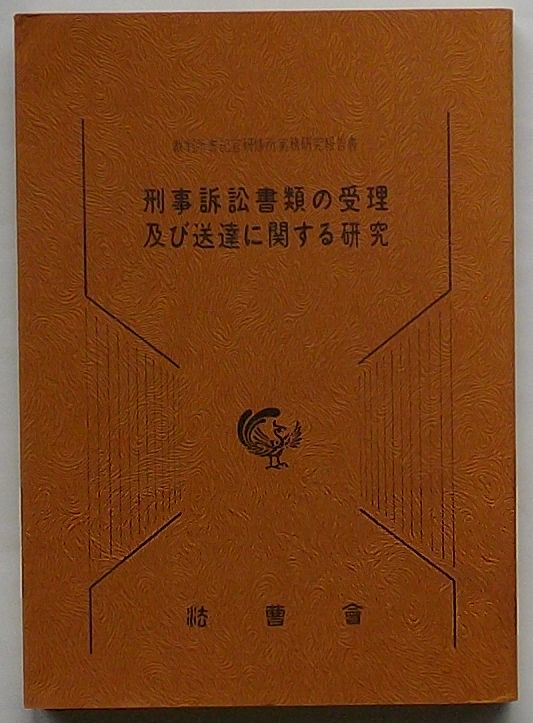 裁判所書記官研修所実務研究報告書
刑事訴訟書類の受理
及び送達に関する研究
法曹會